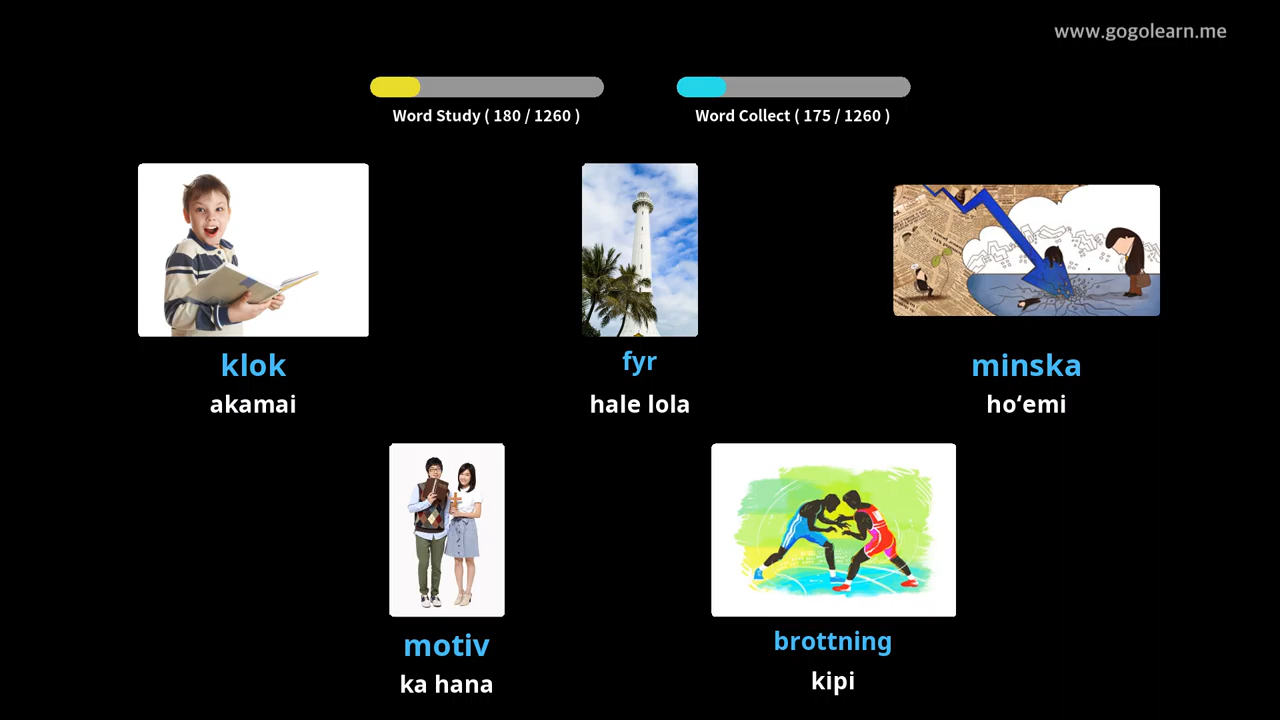 www.gogolearn.me
Word Study ( 180 / 1260 )
Word Collect ( 175 / 1260 )
klok
akamai
fyr
hale lola
minska
hoʻemi
motiv
ka hana
brottning
kipi